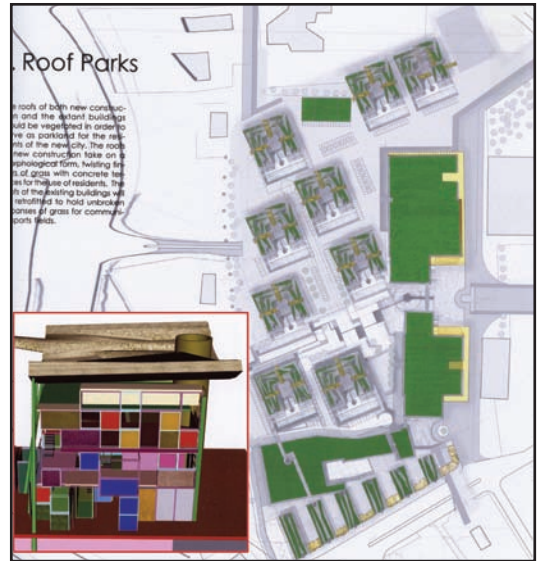 . Roof Parks
e roofs of both new construc-
n and the extant buildings
uld be vegetated in order to
ve as parkland for the resi-
nts of the new city. The roofs
new construction take on a
rphological form, twisting fin-
s of grass with concrete ter-
es for the use of residents. The
fs of the existing buildings will
retrofitted to hold unbroken
panses of grass for communi-
ports fields.